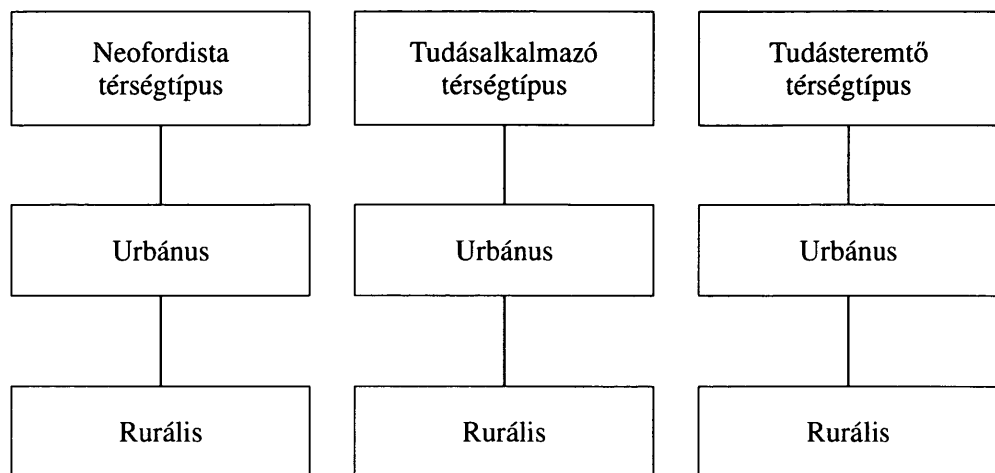 Neofordista
térségtípus
Tudásalkalmazó
térségtípus
Tudásteremtő
térségtípus
Urbánus
Urbánus
Urbánus
Rurális
Rurális
Rurális